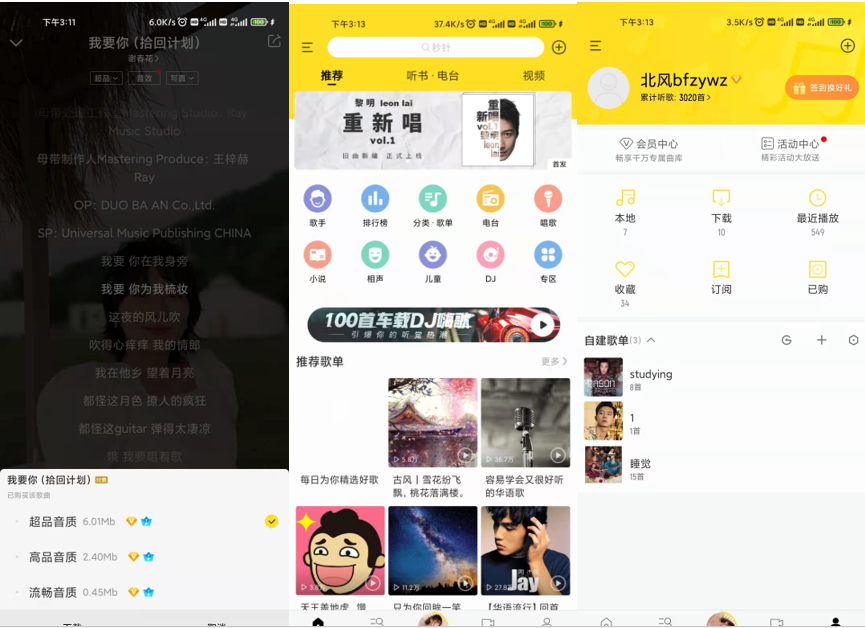 下午3:11
6.0K/s
4G
4G
100
我要你（拾回计划）
谢春花>
超品
音效
写真
母带处理工作室Mastering Studio：Ray
Music Studio
母带制作人Mastering Produce：王梓赫
Ray
OP：DUO BA AN Co.,Ltd.
SP：Universal Music Publishing CHINA
我要 你在我身旁
我要 你为我梳妆
这夜的风儿吹
吹得心痒痒 我的情郎
我在他乡 望着月亮
都怪这月色 撩人的疯狂
都怪这guitar 弹得太凄凉
哦 我要唱着歌
我要你（拾回计划）
已购买该歌曲
超品音质 6.01Mb
高品音质 2.40Mb
流畅音质 0.45Mb
下午3:13
37.4K/s
4G
4G
100
秒针
推荐
听书·电台
视频
黎明 leon lai
重新唱
vol.1
旧曲新编 正式上线
重
新唱
vol.1
leon
lai
首发
歌手
排行榜
分类·歌单
电台
唱歌
小说
相声
儿童
DJ
专区
100首车载DJ嗨歌
引爆你的听觉热浪
推荐歌单
更多>
5.8万
36.7万
每日为你精选好歌
古风丨雪花纷飞
飘，桃花落满楼。
容易学会又很好听
的华语歌
11.2万
27.8万
Jay
天王盖地虎，慢
只为你回眸一笑
【华语流行】回首
下午3:13
3.5K/s
4G
4G
100
北风bfzywz
累计听歌: 3020首>
签到换好礼
会员中心
畅享千万专属曲库
活动中心
精彩活动大放送
本地
7
下载
10
最近播放
549
收藏
34
订阅
已购
自建歌单(3)
studying
8首
1
1首
睡觉
15首